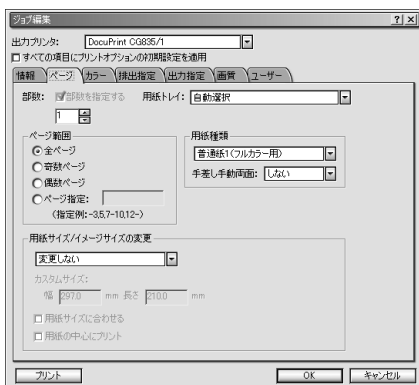 ジョブ編集
出力プリンタ: DocuPrint CG835/1
すべての項目にプリントオプションの初期設定を適用
情報 ページ カラー 排出指定 出力指定 画質 ユーザー
部数: 部数を指定する 用紙トレイ: 自動選択
1
ページ範囲
全ページ
奇数ページ
偶数ページ
ページ指定:
(指定例:-3,5,7-10,12-)
用紙種類
普通紙1(フルカラー用)
手差し手動両面: しない
用紙サイズ/イメージサイズの変更
変更しない
カスタムサイズ:
幅 297.0 mm 長さ 210.0 mm
用紙サイズに合わせる
用紙の中心にプリント
プリント OK キャンセル